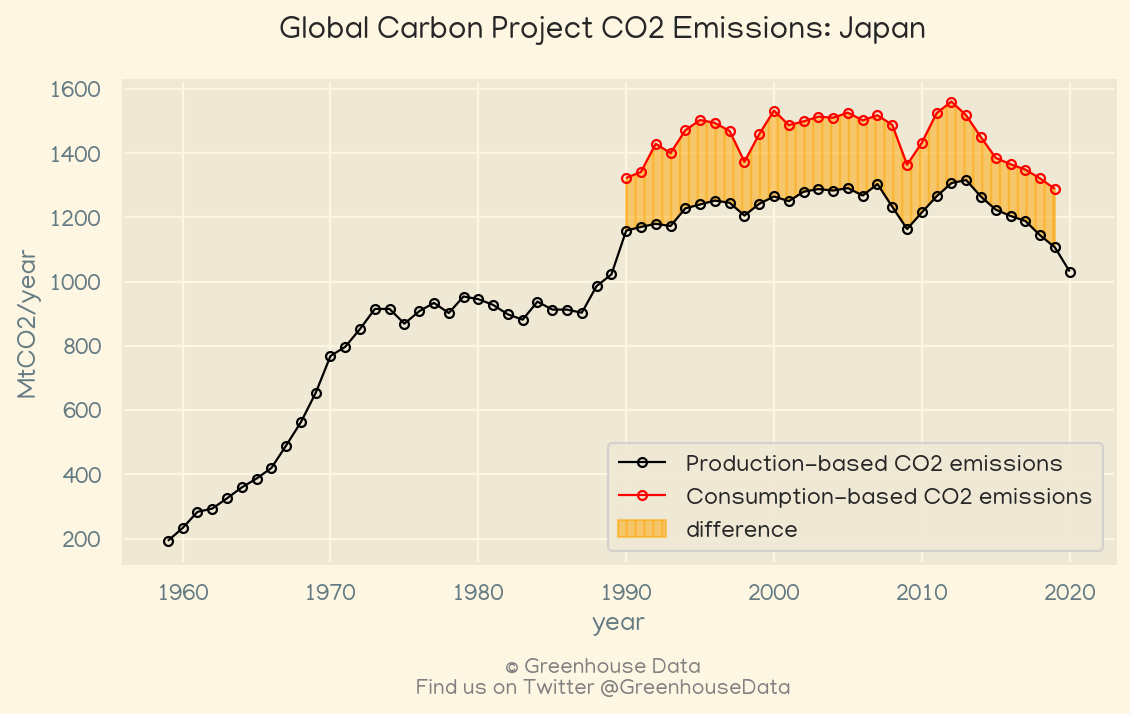 Global Carbon Project CO2 Emissions: Japan
MtCO2/year
1600
1400
1200
1000
800
600
400
200
Production-based CO2 emissions
Consumption-based CO2 emissions
difference
1960 1970 1980 1990 2000 2010 2020
year
© Greenhouse Data
Find us on Twitter @GreenhouseData